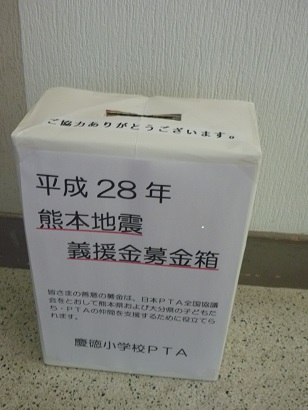 ご協力ありがとうございます。
平成２８年
熊本地震
義援金募金箱
皆さまの善意の募金は、日本ＰＴＡ全国協議
会をとおして熊本県および大分県の子どもた
ち・ＰＴＡの仲間を支援するために役立てら
れます。
慶徳小学校ＰＴＡ